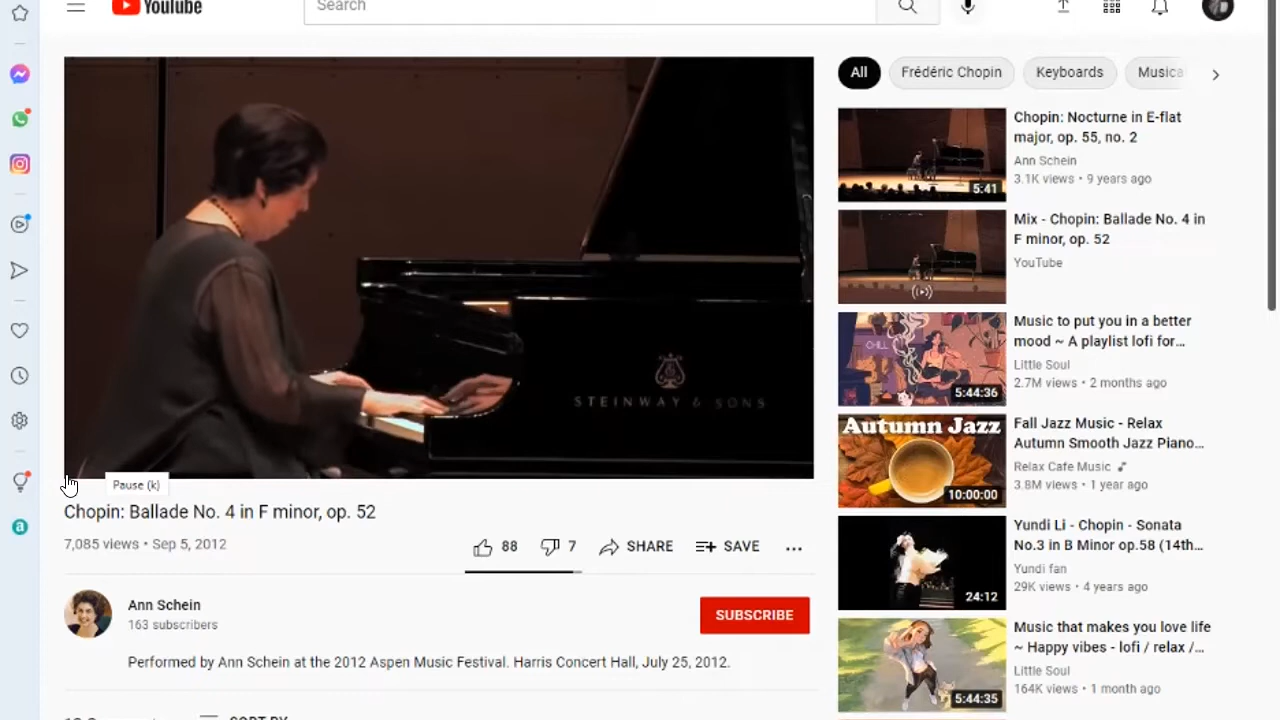 YouTube
Search
STEINWAY & SONS
Pause (k)
Chopin: Ballade No. 4 in F minor, op. 52
7,085 views • Sep 5, 2012
88
7
SHARE
SAVE
Ann Schein
163 subscribers
SUBSCRIBE
Performed by Ann Schein at the 2012 Aspen Music Festival. Harris Concert Hall, July 25, 2012.
SORT BY
All
Frédéric Chopin
Keyboards
Musica
Chopin: Nocturne in E-flat
major, op. 55, no. 2
Ann Schein
3.1K views • 9 years ago
5:41
Mix - Chopin: Ballade No. 4 in
F minor, op. 52
YouTube
CHILL
Music to put you in a better
mood ~ A playlist lofi for…
Little Soul
2.7M views • 2 months ago
5:44:36
Autumn Jazz
Fall Jazz Music - Relax
Autumn Smooth Jazz Piano…
Relax Cafe Music
3.8M views • 1 year ago
10:00:00
Yundi Li - Chopin - Sonata
No.3 in B Minor op.58 (14th…
Yundi fan
29K views • 4 years ago
24:12
Music that makes you love life
~ Happy vibes - lofi / relax /…
Little Soul
164K views • 1 month ago
5:44:35